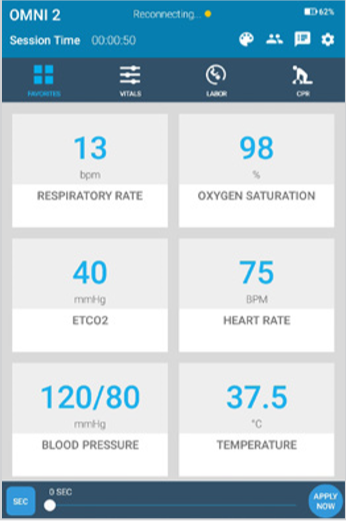 OMNI 2
Reconnecting...
62%
Session Time 00:00:50
FAVORITES
VITALS
LABOR
CPR
13
bpm
RESPIRATORY RATE
98
%
OXYGEN SATURATION
40
mmHg
ETCO2
75
BPM
HEART RATE
120/80
mmHg
BLOOD PRESSURE
37.5
°C
TEMPERATURE
SEC
0 SEC
APPLY
NOW